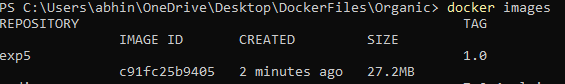 PS C:\Users\abhin\OneDrive\Desktop\DockerFiles\Organic> docker images
REPOSITORY TAG
IMAGE ID CREATED SIZE
exp5 1.0
c91fc25b9405 2 minutes ago 27.2MB